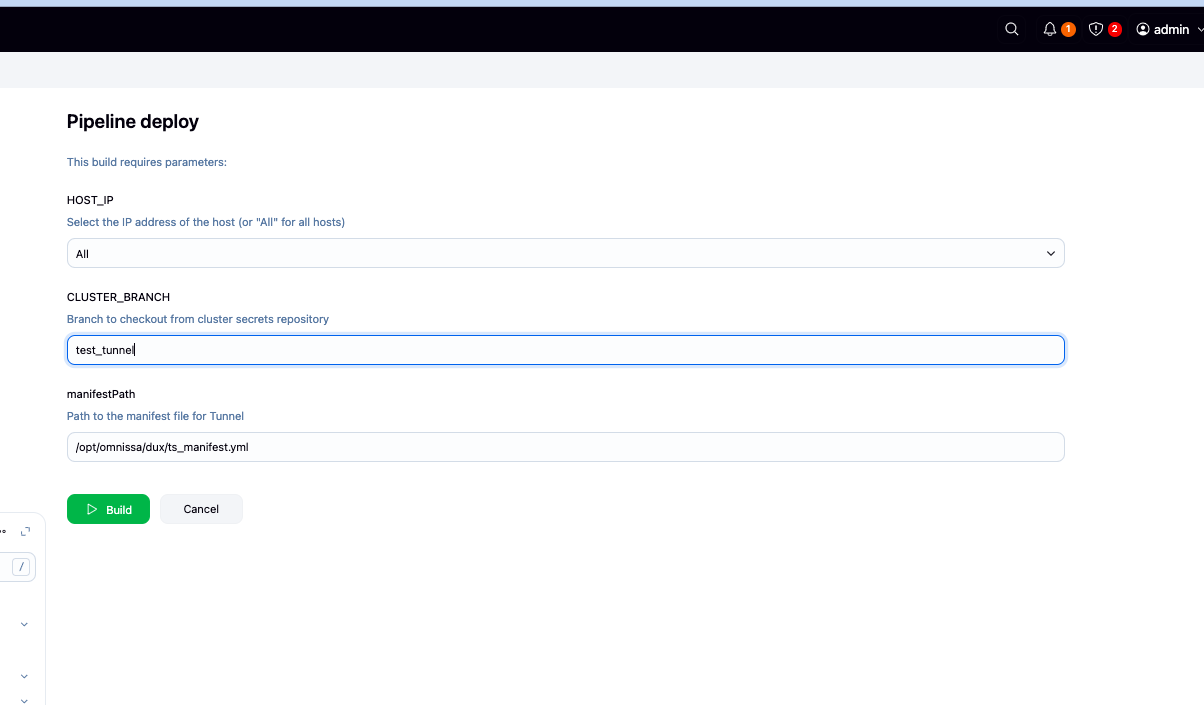 1
2
admin
Pipeline deploy
This build requires parameters:
HOST_IP
Select the IP address of the host (or "All" for all hosts)
All
CLUSTER_BRANCH
Branch to checkout from cluster secrets repository
test_tunnel
manifestPath
Path to the manifest file for Tunnel
/opt/omnissa/dux/ts_manifest.yml
Build
Cancel
/